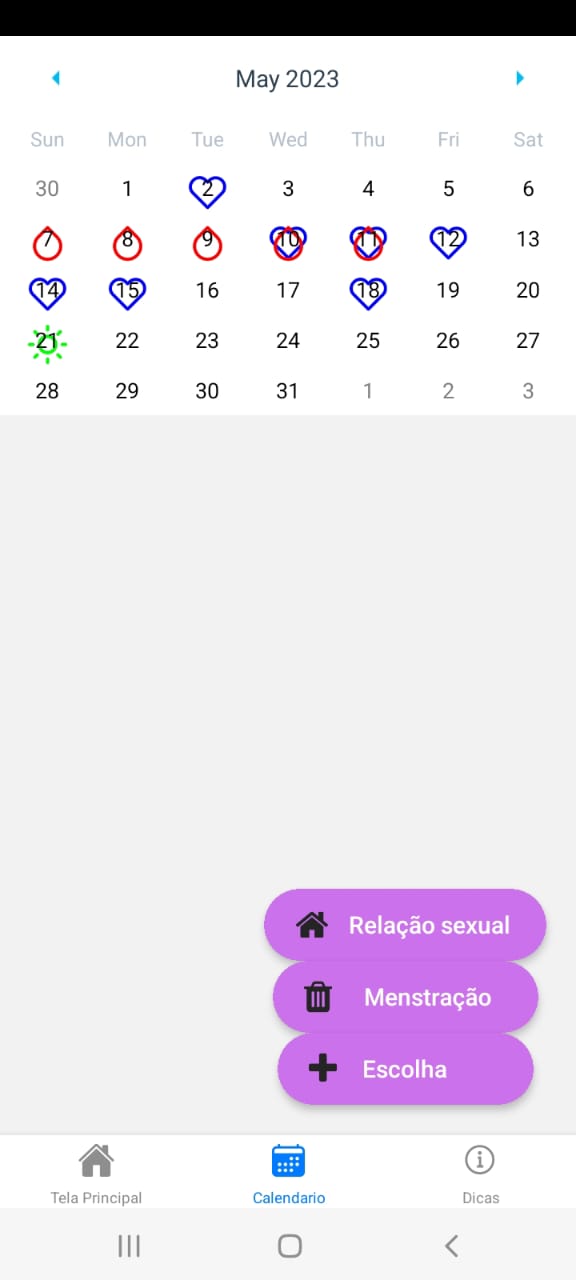 May 2023
Sun Mon Tue Wed Thu Fri Sat
30 1 2 3 4 5 6
7 8 9 10 11 12 13
14 15 16 17 18 19 20
21 22 23 24 25 26 27
28 29 30 31 1 2 3
Relação sexual
Menstração
Escolha
Tela Principal Calendario Dicas